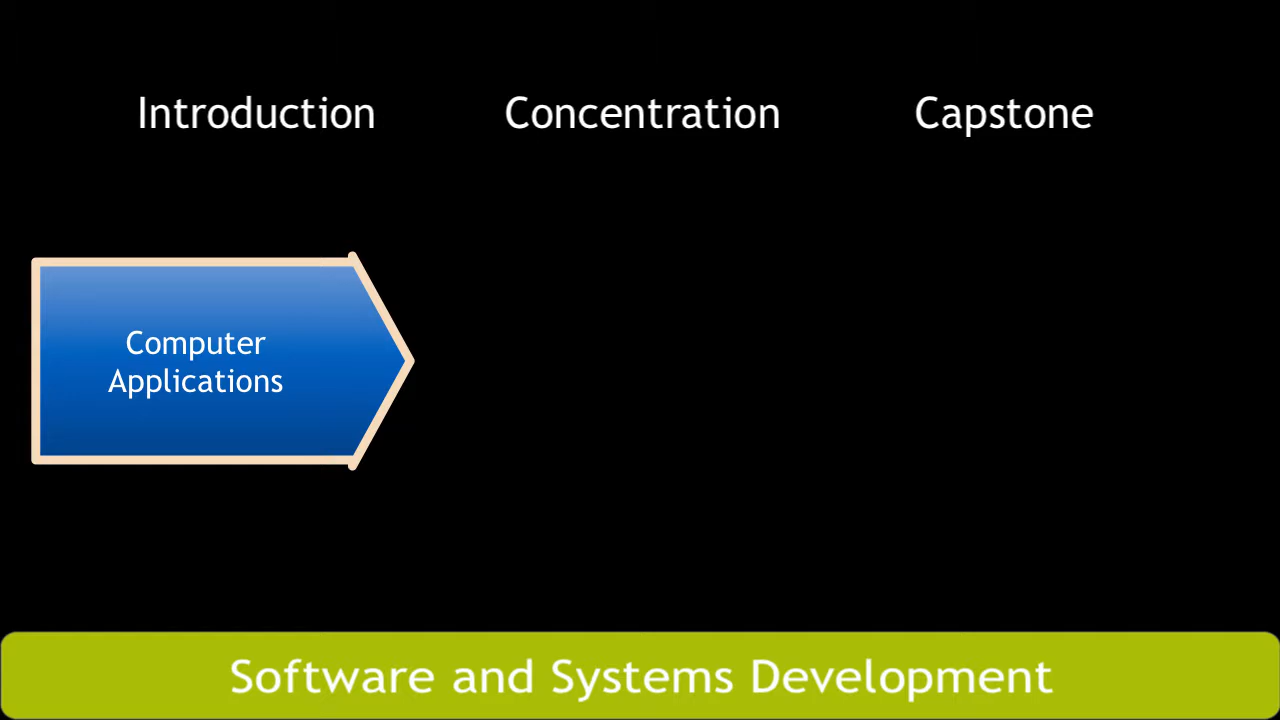 Introduction Concentration Capstone
Computer
Applications
Software and Systems Development